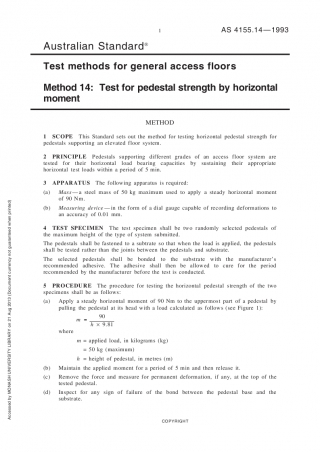 1
AS 4155.14—1993
Australian Standard®
Test methods for general access floors
Method 14: Test for pedestal strength by horizontal
moment
METHOD
1 SCOPE This Standard sets out the method for testing horizontal pedestal strength for
pedestals supporting an elevated floor system.
2 PRINCIPLE Pedestals supporting different grades of an access floor system are
tested for their horizontal load bearing capacities by sustaining their appropriate
horizontal test loads within a period of 5 min.
3 APPARATUS The following apparatus is required:
(a) Mass—a steel mass of 50 kg maximum used to apply a steady horizontal moment
of 90 Nm.
(b) Measuring device—in the form of a dial gauge capable of recording deformations to
an accuracy of 0.01 mm.
4 TEST SPECIMEN The test specimen shall be two randomly selected pedestals of
the maximum height of the type of system submitted.
The pedestals shall be fastened to a substrate so that when the load is applied, the pedestals
shall be tested rather than the joints between the pedestals and substrate.
The selected pedestals shall be bonded to the substrate with the manufacturer's
recommended adhesive. The adhesive shall then be allowed to cure for the period
recommended by the manufacturer before the test is conducted.
5 PROCEDURE The procedure for testing the horizontal pedestal strength of the two
specimens shall be as follows:
(a) Apply a steady horizontal moment of 90 Nm to the uppermost part of a pedestal by
pulling the pedestal at its head with a load calculated as follows (see Figure 1):
m = 90 / h × 9.81
where
m = applied load, in kilograms (kg)
= 50 kg (maximum)
h = height of pedestal, in metres (m)
(b) Maintain the applied moment for a period of 5 min and then release it.
(c) Remove the force and measure for permanent deformation, if any, at the top of the
tested pedestal.
(d) Inspect for any sign of failure of the bond between the pedestal base and the
substrate.
COPYRIGHT
Accessed by MONASH UNIVERSITY LIBRARY on 21 Aug 2013 (Document currency not guaranteed when printed)